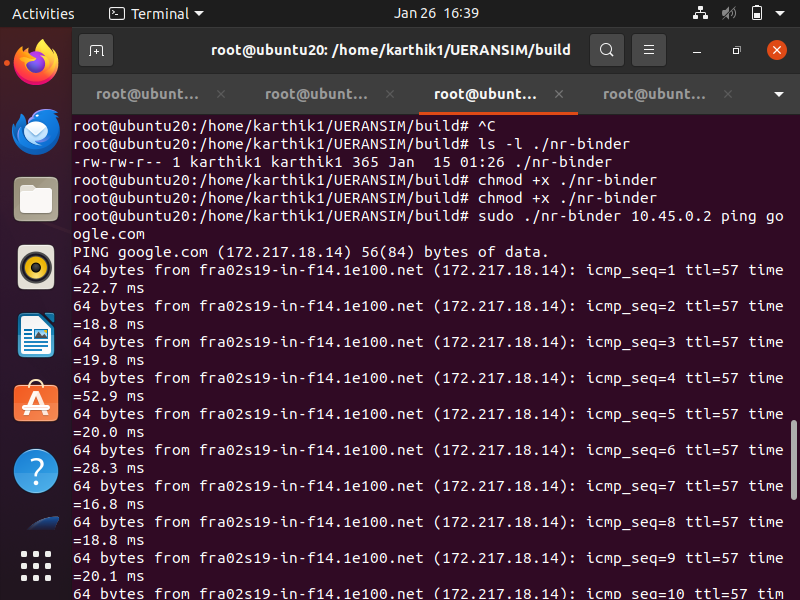 Activities
Terminal
Jan 26 16:39
root@ubuntu20: /home/karthik1/UERANSIM/build
root@ubunt...
root@ubunt...
root@ubunt...
root@ubunt...
root@ubuntu20:/home/karthik1/UERANSIM/build# ^C
root@ubuntu20:/home/karthik1/UERANSIM/build# ls -l ./nr-binder
-rw-rw-r-- 1 karthik1 karthik1 365 Jan  15 01:26 ./nr-binder
root@ubuntu20:/home/karthik1/UERANSIM/build# chmod +x ./nr-binder
root@ubuntu20:/home/karthik1/UERANSIM/build# chmod +x ./nr-binder
root@ubuntu20:/home/karthik1/UERANSIM/build# sudo ./nr-binder 10.45.0.2 ping go
ogle.com
PING google.com (172.217.18.14) 56(84) bytes of data.
64 bytes from fra02s19-in-f14.1e100.net (172.217.18.14): icmp_seq=1 ttl=57 time
=22.7 ms
64 bytes from fra02s19-in-f14.1e100.net (172.217.18.14): icmp_seq=2 ttl=57 time
=18.8 ms
64 bytes from fra02s19-in-f14.1e100.net (172.217.18.14): icmp_seq=3 ttl=57 time
=19.8 ms
64 bytes from fra02s19-in-f14.1e100.net (172.217.18.14): icmp_seq=4 ttl=57 time
=52.9 ms
64 bytes from fra02s19-in-f14.1e100.net (172.217.18.14): icmp_seq=5 ttl=57 time
=20.0 ms
64 bytes from fra02s19-in-f14.1e100.net (172.217.18.14): icmp_seq=6 ttl=57 time
=28.3 ms
64 bytes from fra02s19-in-f14.1e100.net (172.217.18.14): icmp_seq=7 ttl=57 time
=16.8 ms
64 bytes from fra02s19-in-f14.1e100.net (172.217.18.14): icmp_seq=8 ttl=57 time
=18.8 ms
64 bytes from fra02s19-in-f14.1e100.net (172.217.18.14): icmp_seq=9 ttl=57 time
=20.1 ms
64 bytes from fra02s19-in-f14.1e100.net (172.217.18.14): icmp_seq=10 ttl=57 tim